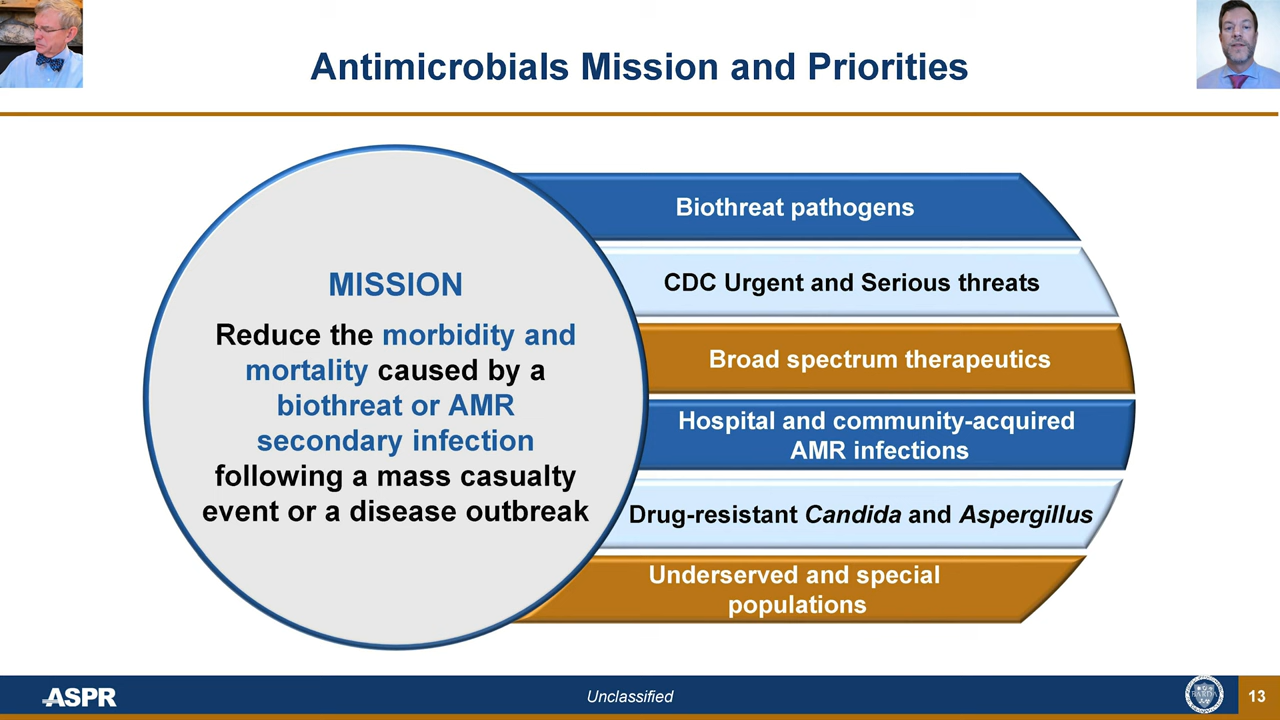 Antimicrobials Mission and Priorities
MISSION
Reduce the morbidity and
mortality caused by a
biothreat or AMR
secondary infection
following a mass casualty
event or a disease outbreak
Biothreat pathogens
CDC Urgent and Serious threats
Broad spectrum therapeutics
Hospital and community-acquired
AMR infections
Drug-resistant Candida and Aspergillus
Underserved and special
populations
ASPR
Unclassified
BARDA
13